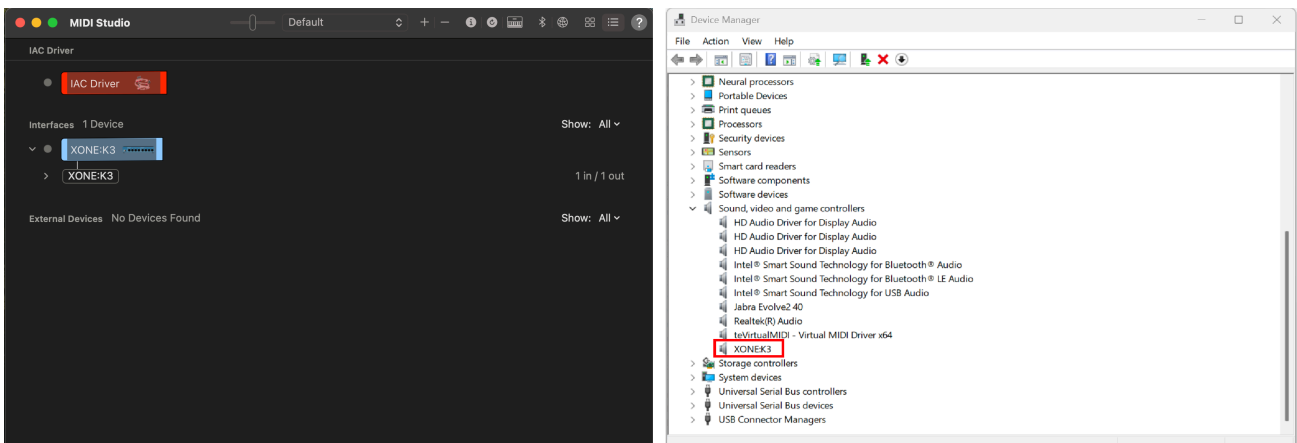 MIDI Studio
Default
IAC Driver
IAC Driver
Interfaces 1 Device
Show: All
XONE:K3
XONE:K3
1 in / 1 out
External Devices No Devices Found
Show: All
Device Manager
File Action View Help
Neural processors
Portable Devices
Print queues
Processors
Security devices
Sensors
Smart card readers
Software components
Software devices
Sound, video and game controllers
HD Audio Driver for Display Audio
HD Audio Driver for Display Audio
HD Audio Driver for Display Audio
Intel® Smart Sound Technology for Bluetooth® Audio
Intel® Smart Sound Technology for Bluetooth® LE Audio
Intel® Smart Sound Technology for USB Audio
Jabra Evolve2 40
Realtek(R) Audio
teVirtualMIDI - Virtual MIDI Driver x64
XONE:K3
Storage controllers
System devices
Universal Serial Bus controllers
Universal Serial Bus devices
USB Connector Managers